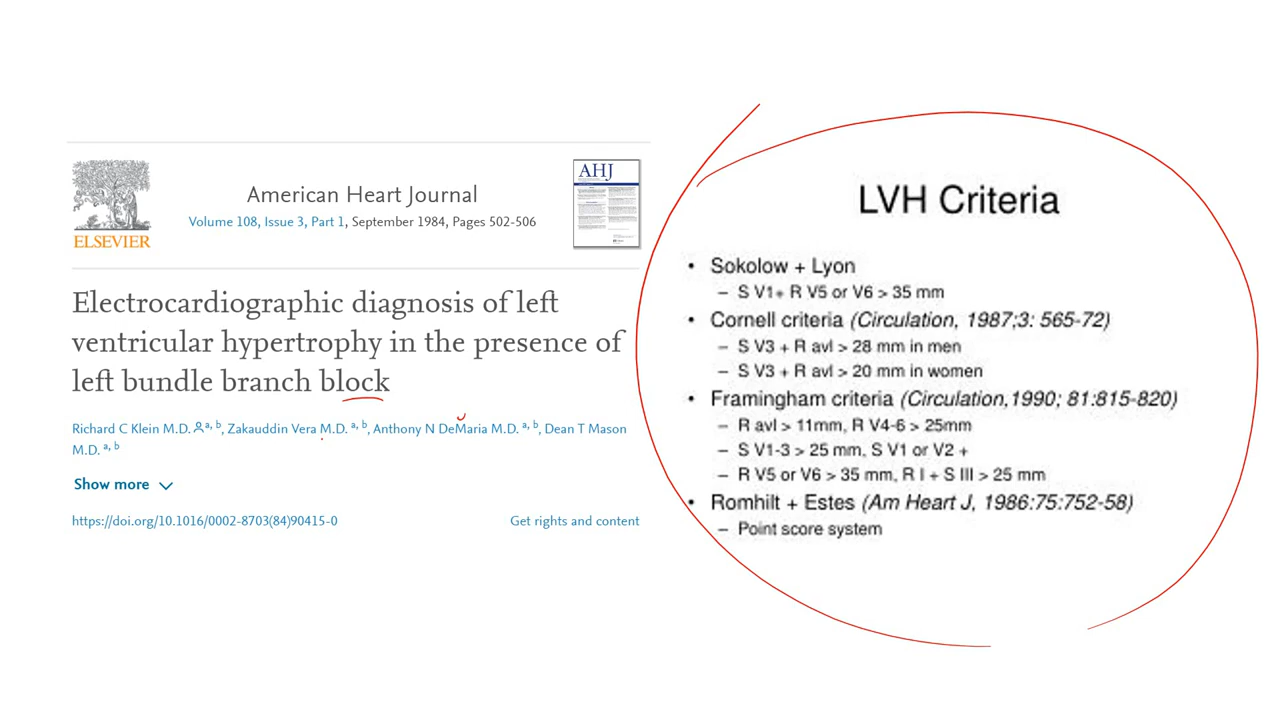 ELSEVIER
American Heart Journal
Volume 108, Issue 3, Part 1, September 1984, Pages 502-506
AHJ
Electrocardiographic diagnosis of left
ventricular hypertrophy in the presence of
left bundle branch block
Richard C Klein M.D. a, b, Zakauddin Vera M.D. a, b, Anthony N DeMaria M.D. a, b, Dean T Mason
M.D. a, b
Show more
https://doi.org/10.1016/0002-8703(84)90415-0
Get rights and content
LVH Criteria
• Sokolow + Lyon
– S V1+ R V5 or V6 > 35 mm
• Cornell criteria (Circulation, 1987;3: 565-72)
– S V3 + R avl > 28 mm in men
– S V3 + R avl > 20 mm in women
• Framingham criteria (Circulation,1990; 81:815-820)
– R avl > 11mm, R V4-6 > 25mm
– S V1-3 > 25 mm, S V1 or V2 +
– R V5 or V6 > 35 mm, R I + S III > 25 mm
• Romhilt + Estes (Am Heart J, 1986:75:752-58)
– Point score system